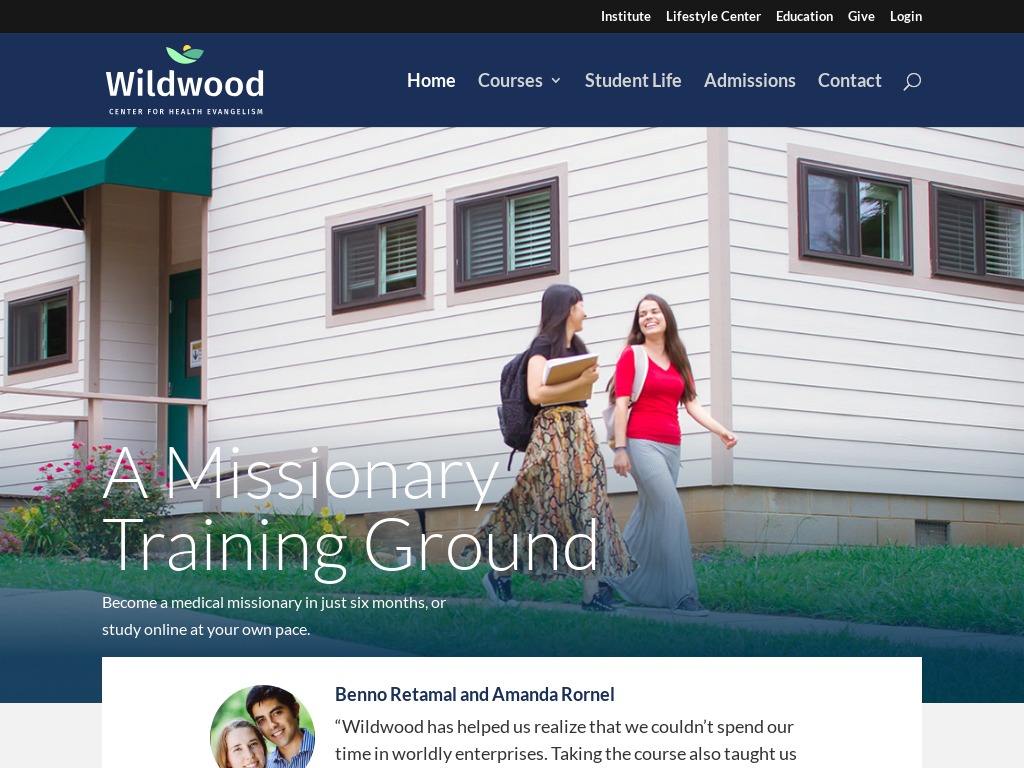 Institute Lifestyle Center Education Give Login
Wildwood
CENTER FOR HEALTH EVANGELISM
Home Courses Student Life Admissions Contact
A Missionary
Training Ground
Become a medical missionary in just six months, or
study online at your own pace.
Benno Retamal and Amanda Rornel
“Wildwood has helped us realize that we couldn’t spend our
time in worldly enterprises. Taking the course also taught us